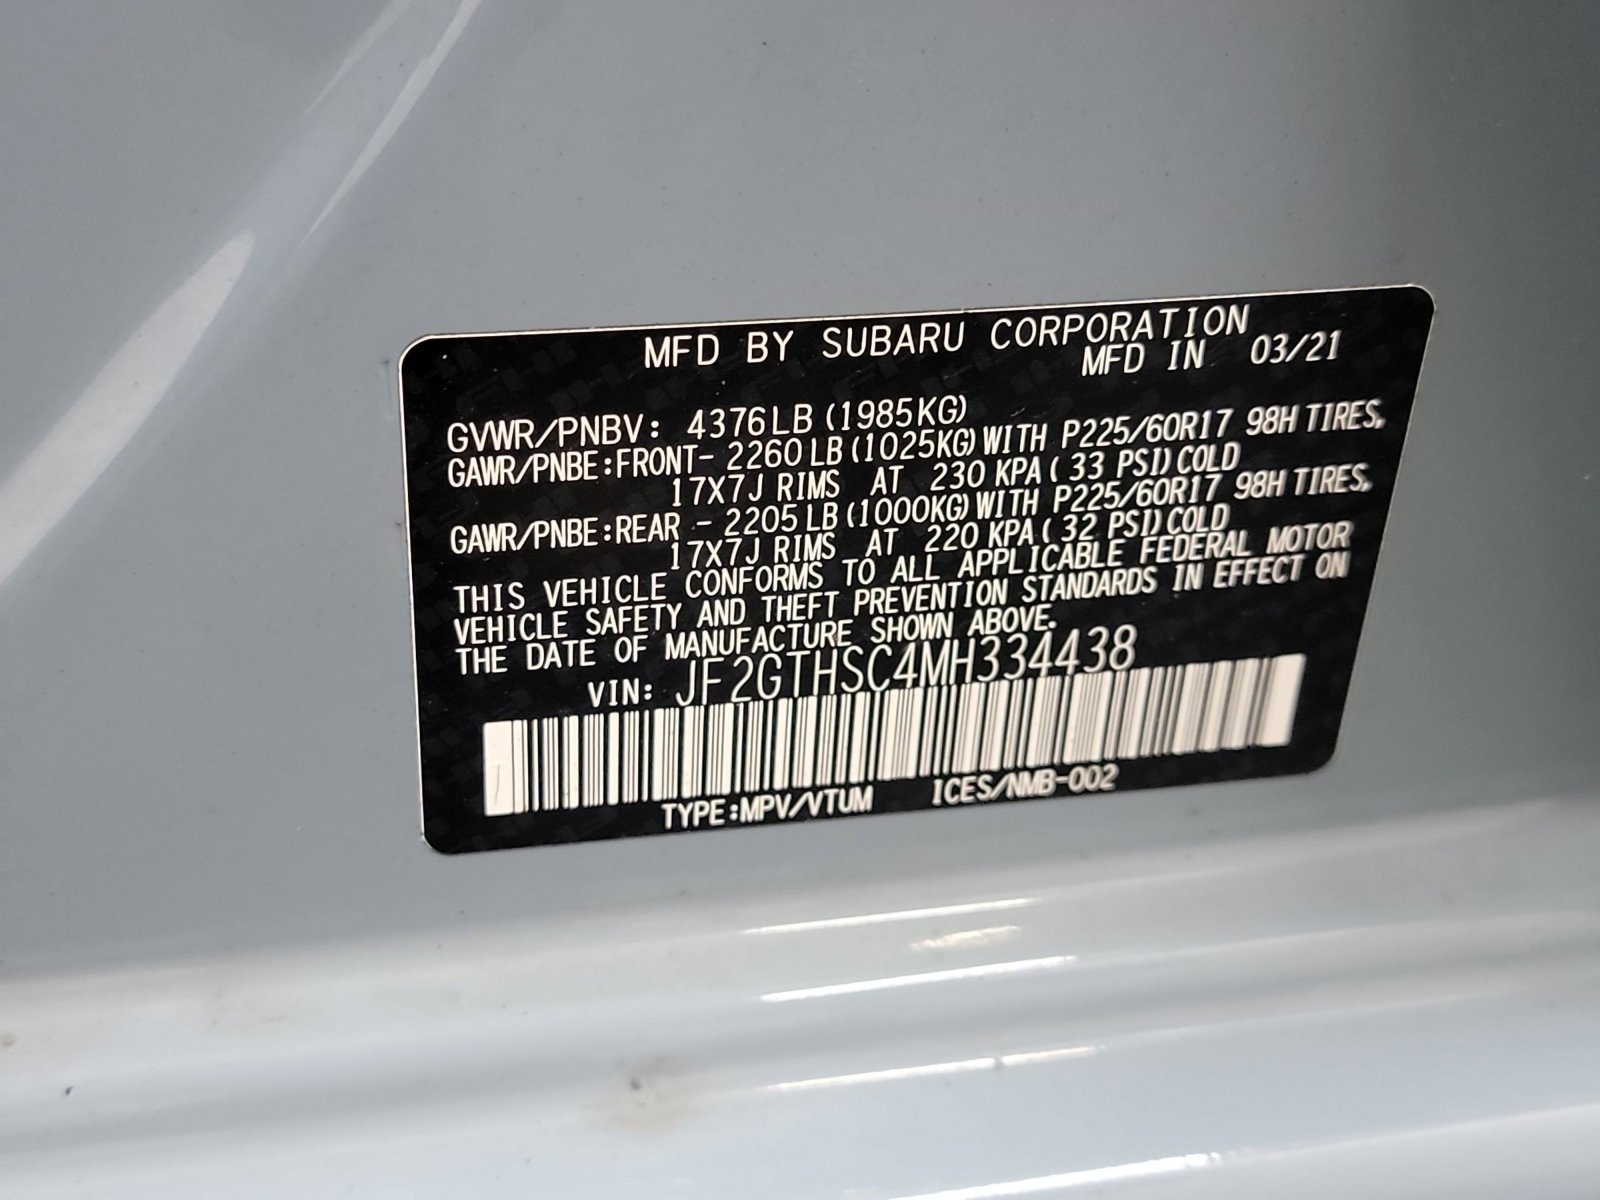 MFD BY SUBARU CORPORATION
MFD IN 03/21
GVWR/PNBV: 4376LB (1985KG)
GAWR/PNBE:FRONT- 2260LB (1025KG)WITH P225/60R17 98H TIRES,
17X7J RIMS AT 230 KPA( 33 PSI)COLD
GAWR/PNBE:REAR - 2205LB (1000KG)WITH P225/60R17 98H TIRES,
17X7J RIMS AT 220 KPA( 32 PSI)COLD
THIS VEHICLE CONFORMS TO ALL APPLICABLE FEDERAL MOTOR
VEHICLE SAFETY AND THEFT PREVENTION STANDARDS IN EFFECT ON
THE DATE OF MANUFACTURE SHOWN ABOVE.
VIN: JF2GTHSC4MH334438
TYPE:MPV/VTUM ICES/NMB-002